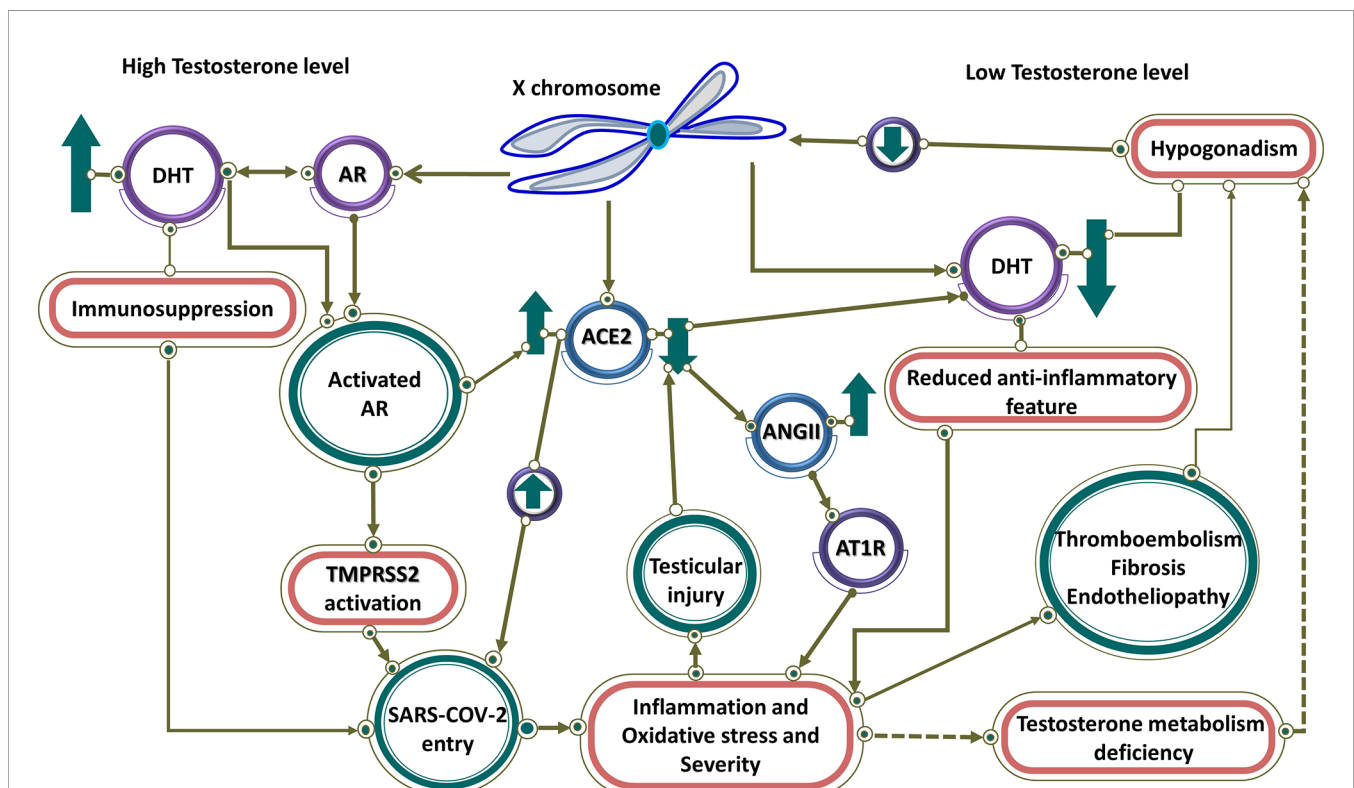 High Testosterone level
X chromosome
Low Testosterone level
DHT
AR
Hypogonadism
Immunosuppression
ACE2
DHT
Activated
AR
Reduced anti-inflammatory
feature
ANGII
TMPRSS2
activation
Testicular
injury
AT1R
Thromboembolism
Fibrosis
Endotheliopathy
SARS-COV-2
entry
Inflammation and
Oxidative stress and
Severity
Testosterone metabolism
deficiency